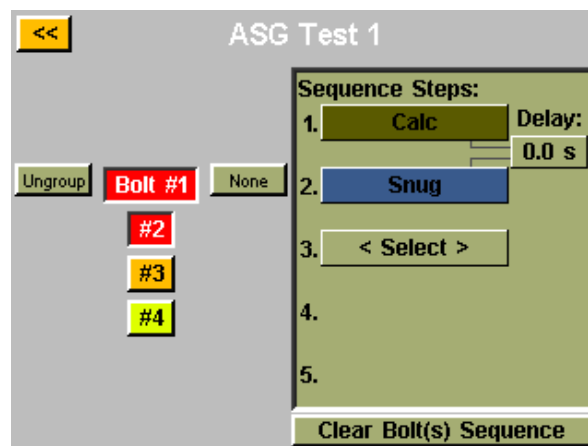 <<
ASG Test 1
Sequence Steps:
1. Calc
Delay:
0.0 s
Ungroup
Bolt #1
None
2. Snug
#2
3. < Select >
#3
#4
4.
5.
Clear Bolt(s) Sequence